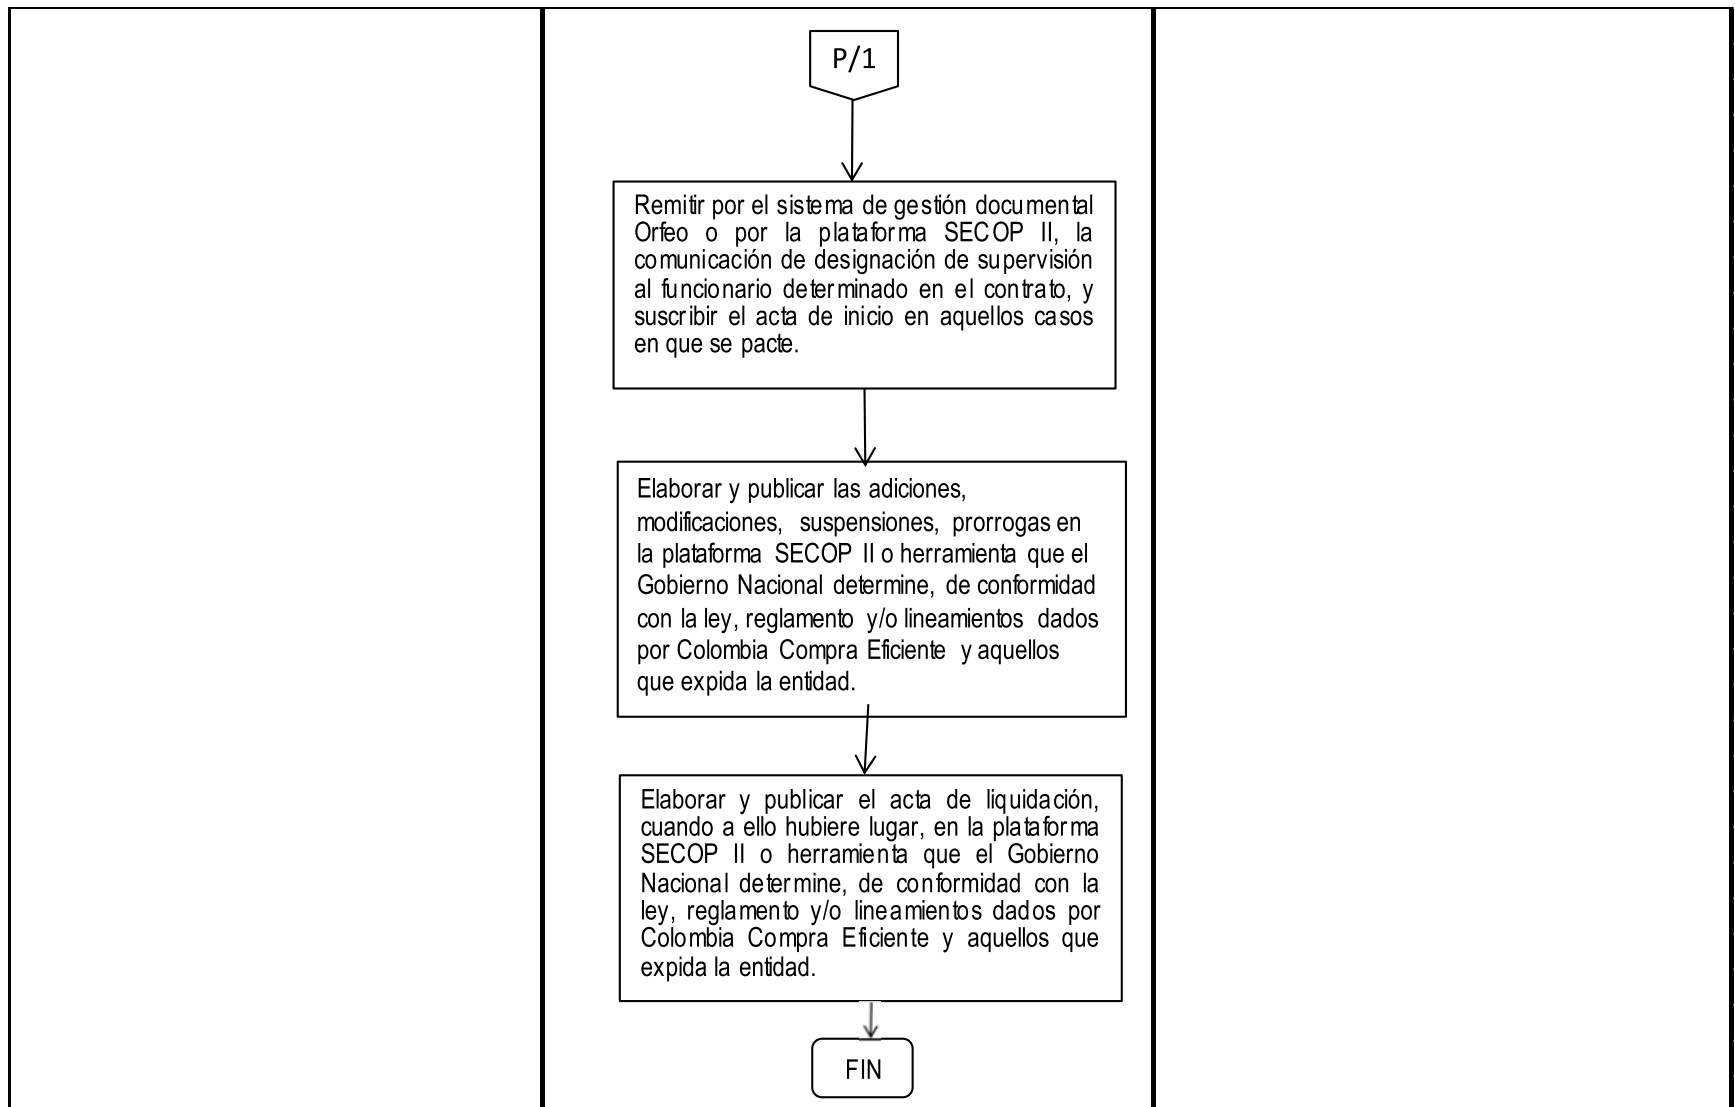 P/1
Remitir por el sistema de gestión documental
Orfeo o por la plataforma SECOP II, la
comunicación de designación de supervisión
al funcionario determinado en el contrato, y
suscribir el acta de inicio en aquellos casos
en que se pacte.
Elaborar y publicar las adiciones,
modificaciones, suspensiones, prorrogas en
la plataforma SECOP II o herramienta que el
Gobierno Nacional determine, de conformidad
con la ley, reglamento y/o lineamientos dados
por Colombia Compra Eficiente y aquellos
que expida la entidad.
Elaborar y publicar el acta de liquidación,
cuando a ello hubiere lugar, en la plataforma
SECOP II o herramienta que el Gobierno
Nacional determine, de conformidad con la
ley, reglamento y/o lineamientos dados por
Colombia Compra Eficiente y aquellos que
expida la entidad.
FIN